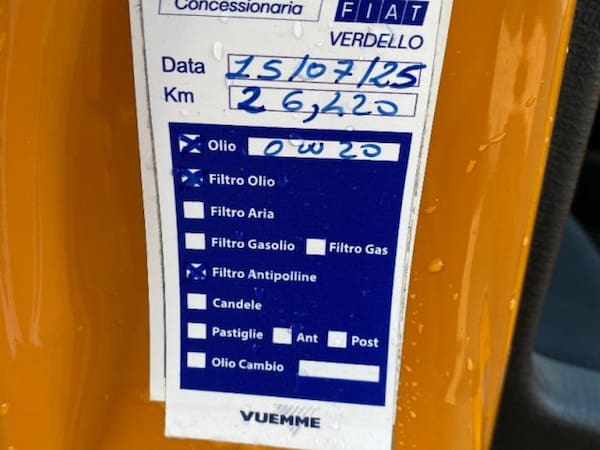 Concessionaria FIAT
VERDELLO
Data 15/07/25
Km 26,420
Olio 0W20
Filtro Olio
Filtro Aria
Filtro Gasolio Filtro Gas
Filtro Antipolline
Candele
Pastiglie Ant Post
Olio Cambio
VUEMME